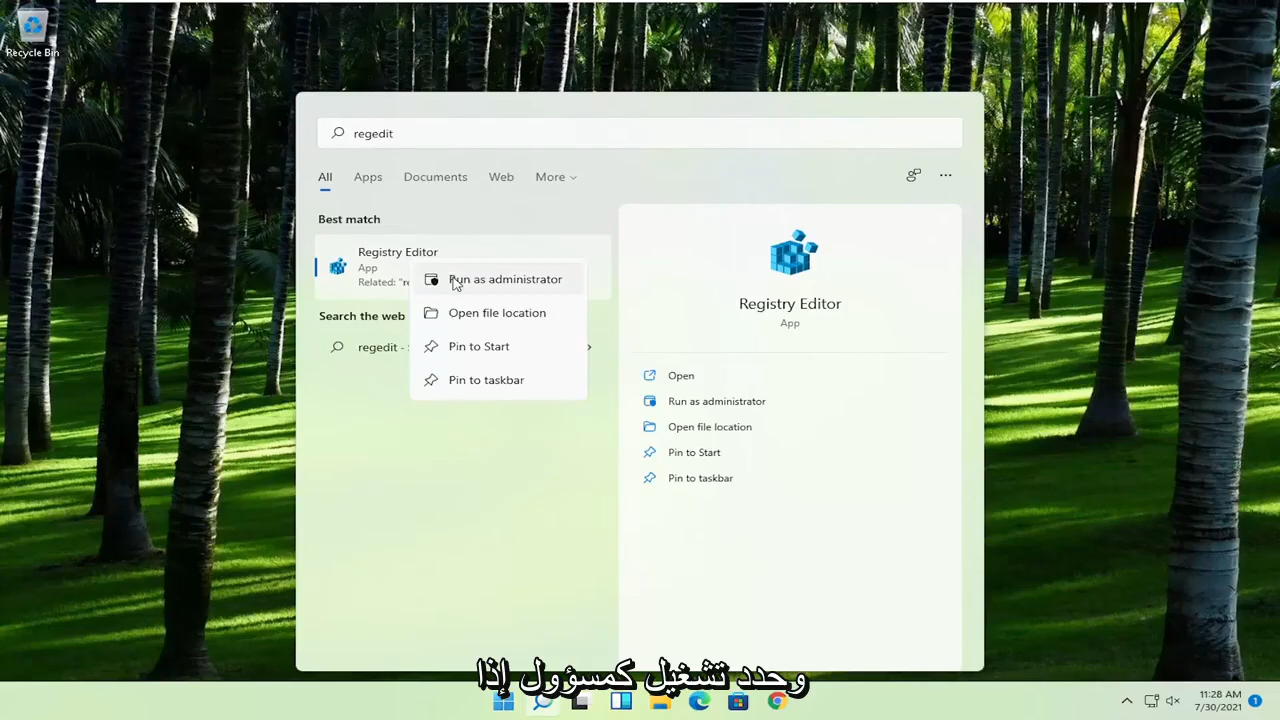 Recycle Bin
regedit
All
Apps
Documents
Web
More
Best match
Registry Editor
App
Related: "re
Run as administrator
Open file location
Pin to Start
Pin to taskbar
Search the web
regedit -
Registry Editor
App
Open
Run as administrator
Open file location
Pin to Start
Pin to taskbar
وحدد تشغيل كمسؤول إذا
11:28 AM
7/30/2021
1